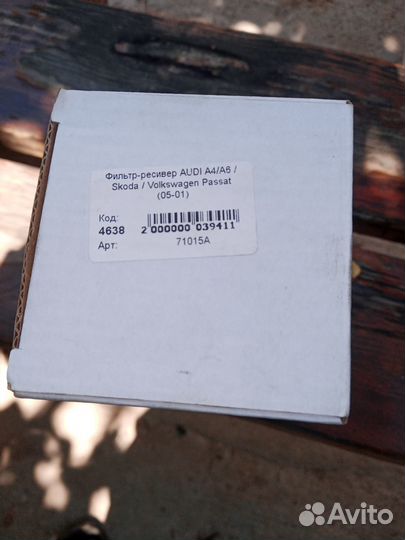 Фильтр-ресивер AUDI A4/A6 /
Skoda / Volkswagen Passat
(05-01)
Код:
4638 2 000000 039411
Арт: 71015A
Avito